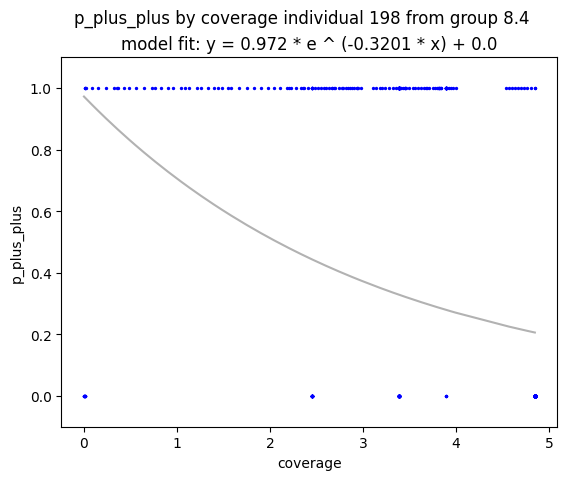 p_plus_plus by coverage individual 198 from group 8.4
model fit: y = 0.972 * e ^ (-0.3201 * x) + 0.0
1.0
0.8
0.6
0.4
0.2
0.0
p_plus_plus
0 1 2 3 4 5
coverage